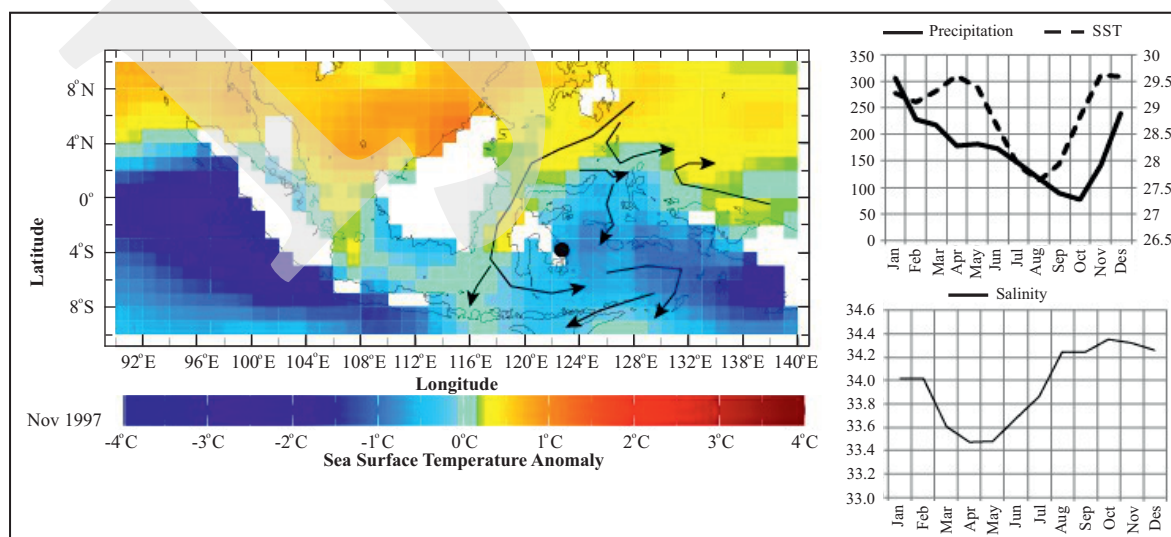 8°N
4°N
0°
4°S
8°S
Latitude
90°E 96°E 100°E 104°E 108°E 112°E 116°E 120°E 124°E 128°E 132°E 138°E 140°E
Longitude
Nov 1997
-4°C -3°C -2°C -1°C 0°C 1°C 2°C 3°C 4°C
Sea Surface Temperature Anomaly
Precipitation SST
350 30
300 29.5
250 29
200 28.5
150 28
100 27.5
50 27
0 26.5
Jan Feb Mar Apr May Jun Jul Aug Sep Oct Nov Des
Salinity
34.6
34.4
34.2
34.0
33.8
33.6
33.4
33.2
33.0
Jan Feb Mar Apr May Jun Jul Aug Sep Oct Nov Des